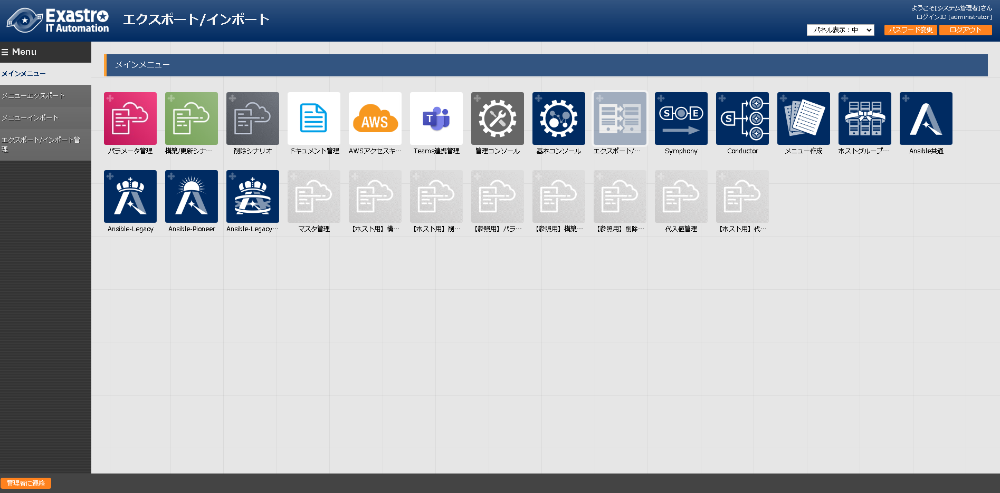 Exastro
IT Automation
エクスポート/インポート
ようこそ[システム管理者]さん
ログインID [administrator]
パネル表示：中
パスワード変更
ログアウト
Menu
メインメニュー
メニューエクスポート
メニューインポート
エクスポート/インポート管
理
メインメニュー
AWS
T
S
E
S
パラメータ管理
構築/更新シナ…
削除シナリオ
ドキュメント管理
AWSアクセスキ…
Teams連携管理
管理コンソール
基本コンソール
エクスポート/…
Symphony
Conductor
メニュー作成
ホストグループ…
Ansible共通
Ansible-Legacy
Ansible-Pioneer
Ansible-Legacy…
マスタ管理
【ホスト用】構…
【ホスト用】削…
【参照用】パラ…
【参照用】構築…
【参照用】削除…
代入値管理
【ホスト用】代…
管理者に連絡